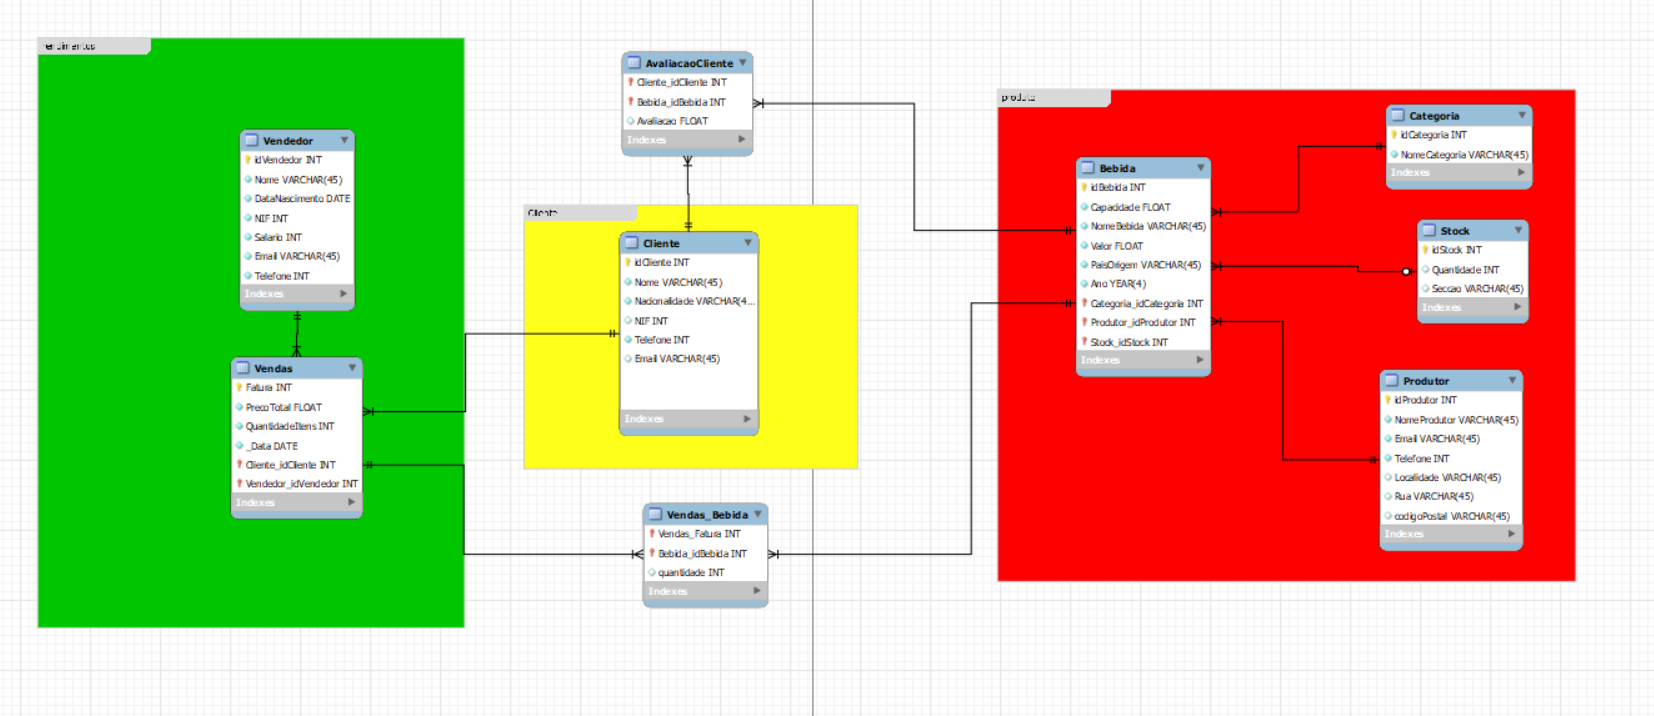 rendimentos
Vendedor
idVendedor INT
Nome VARCHAR(45)
DataNascimento DATE
NIF INT
Salario INT
Email VARCHAR(45)
Telefone INT
Indexes
Vendas
Fatura INT
PrecoTotal FLOAT
QuantidadeItens INT
_Data DATE
Cliente_idCliente INT
Vendedor_idVendedor INT
Indexes
AvaliacaoCliente
Cliente_idCliente INT
Bebida_idBebida INT
Avaliacao FLOAT
Indexes
Cliente
Cliente
idCliente INT
Nome VARCHAR(45)
Nacionalidade VARCHAR(4...
NIF INT
Telefone INT
Email VARCHAR(45)
Indexes
Vendas_Bebida
Vendas_Fatura INT
Bebida_idBebida INT
quantidade INT
Indexes
produto
Bebida
idBebida INT
Capacidade FLOAT
NomeBebida VARCHAR(45)
Valor FLOAT
PaisOrigem VARCHAR(45)
Ano YEAR(4)
Categoria_idCategoria INT
Produtor_idProdutor INT
Stock_idStock INT
Indexes
Categoria
idCategoria INT
NomeCategoria VARCHAR(45)
Indexes
Stock
idStock INT
Quantidade INT
Seccao VARCHAR(45)
Indexes
Produtor
idProdutor INT
NomeProdutor VARCHAR(45)
Email VARCHAR(45)
Telefone INT
Localidade VARCHAR(45)
Rua VARCHAR(45)
codigoPostal VARCHAR(45)
Indexes